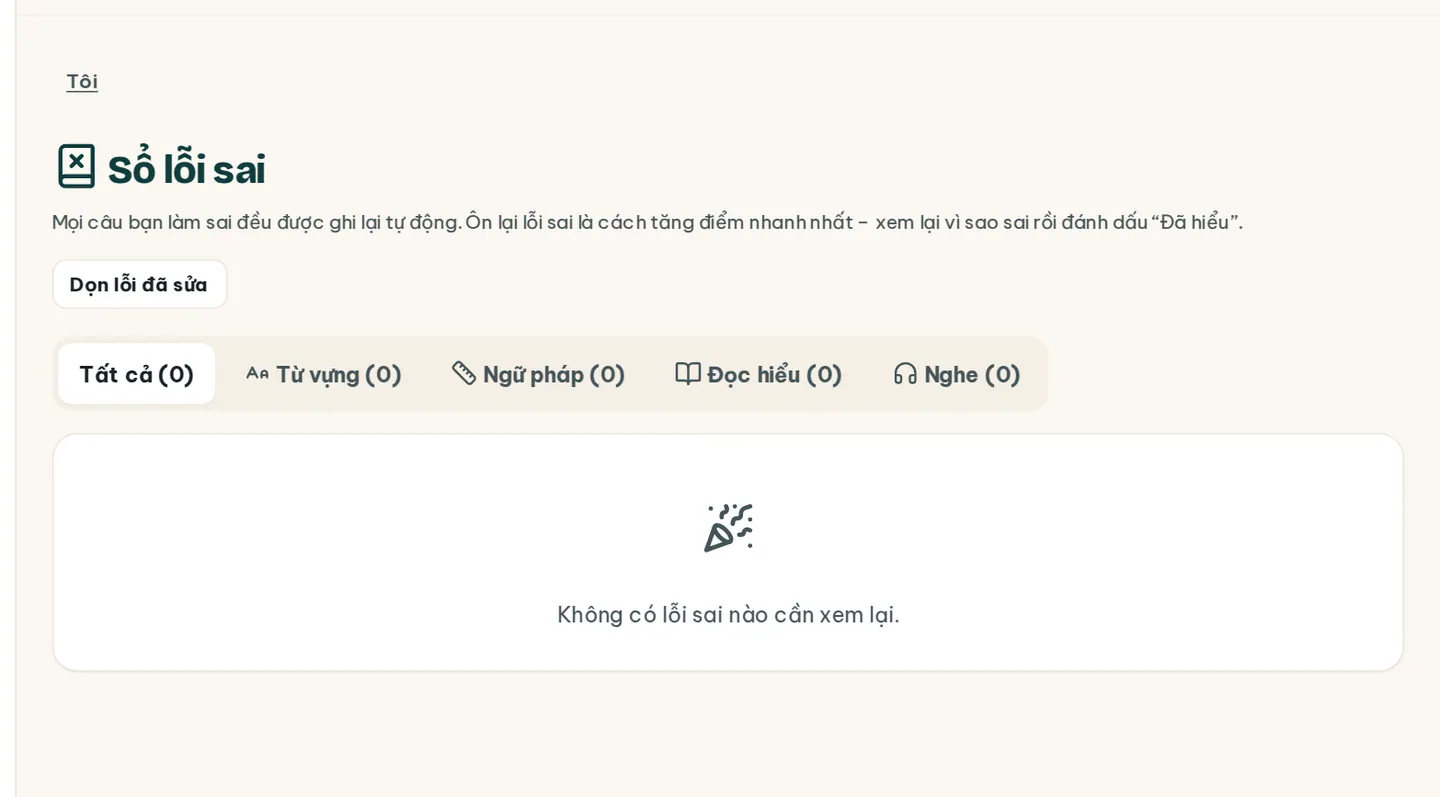 Tôi
Sổ lỗi sai
Mọi câu bạn làm sai đều được ghi lại tự động. Ôn lại lỗi sai là cách tăng điểm nhanh nhất – xem lại vì sao sai rồi đánh dấu “Đã hiểu”.
Dọn lỗi đã sửa
Tất cả (0) Từ vựng (0) Ngữ pháp (0) Đọc hiểu (0) Nghe (0)
Không có lỗi sai nào cần xem lại.